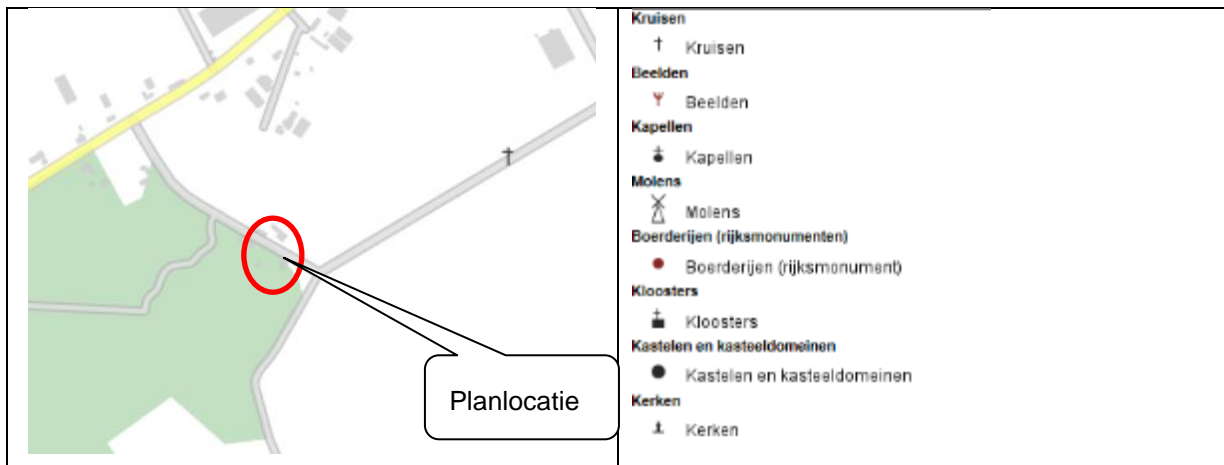 Planlocatie
Kruisen
Kruisen
Beelden
Beelden
Kapellen
Kapellen
Molens
Molens
Boerderijen (rijksmonumenten)
Boerderijen (rijksmonument)
Kloosters
Kloosters
Kastelen en kasteeldomeinen
Kastelen en kasteeldomeinen
Kerken
Kerken